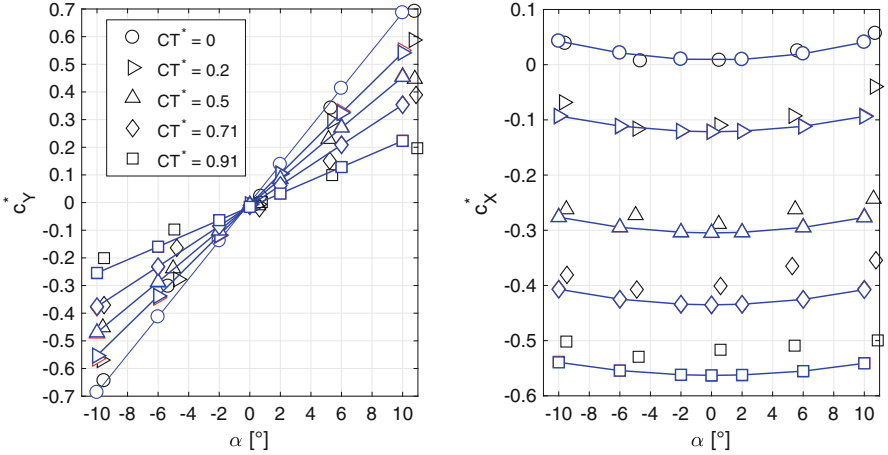 0.7
0.6
0.5
0.4
0.3
0.2
0.1
0
-0.1
-0.2
-0.3
-0.4
-0.5
-0.6
-0.7
c*Y
CT* = 0
CT* = 0.2
CT* = 0.5
CT* = 0.71
CT* = 0.91
-10 -8 -6 -4 -2 0 2 4 6 8 10
α [°]
0.1
0
-0.1
-0.2
-0.3
-0.4
-0.5
-0.6
c*X
-10 -8 -6 -4 -2 0 2 4 6 8 10
α [°]